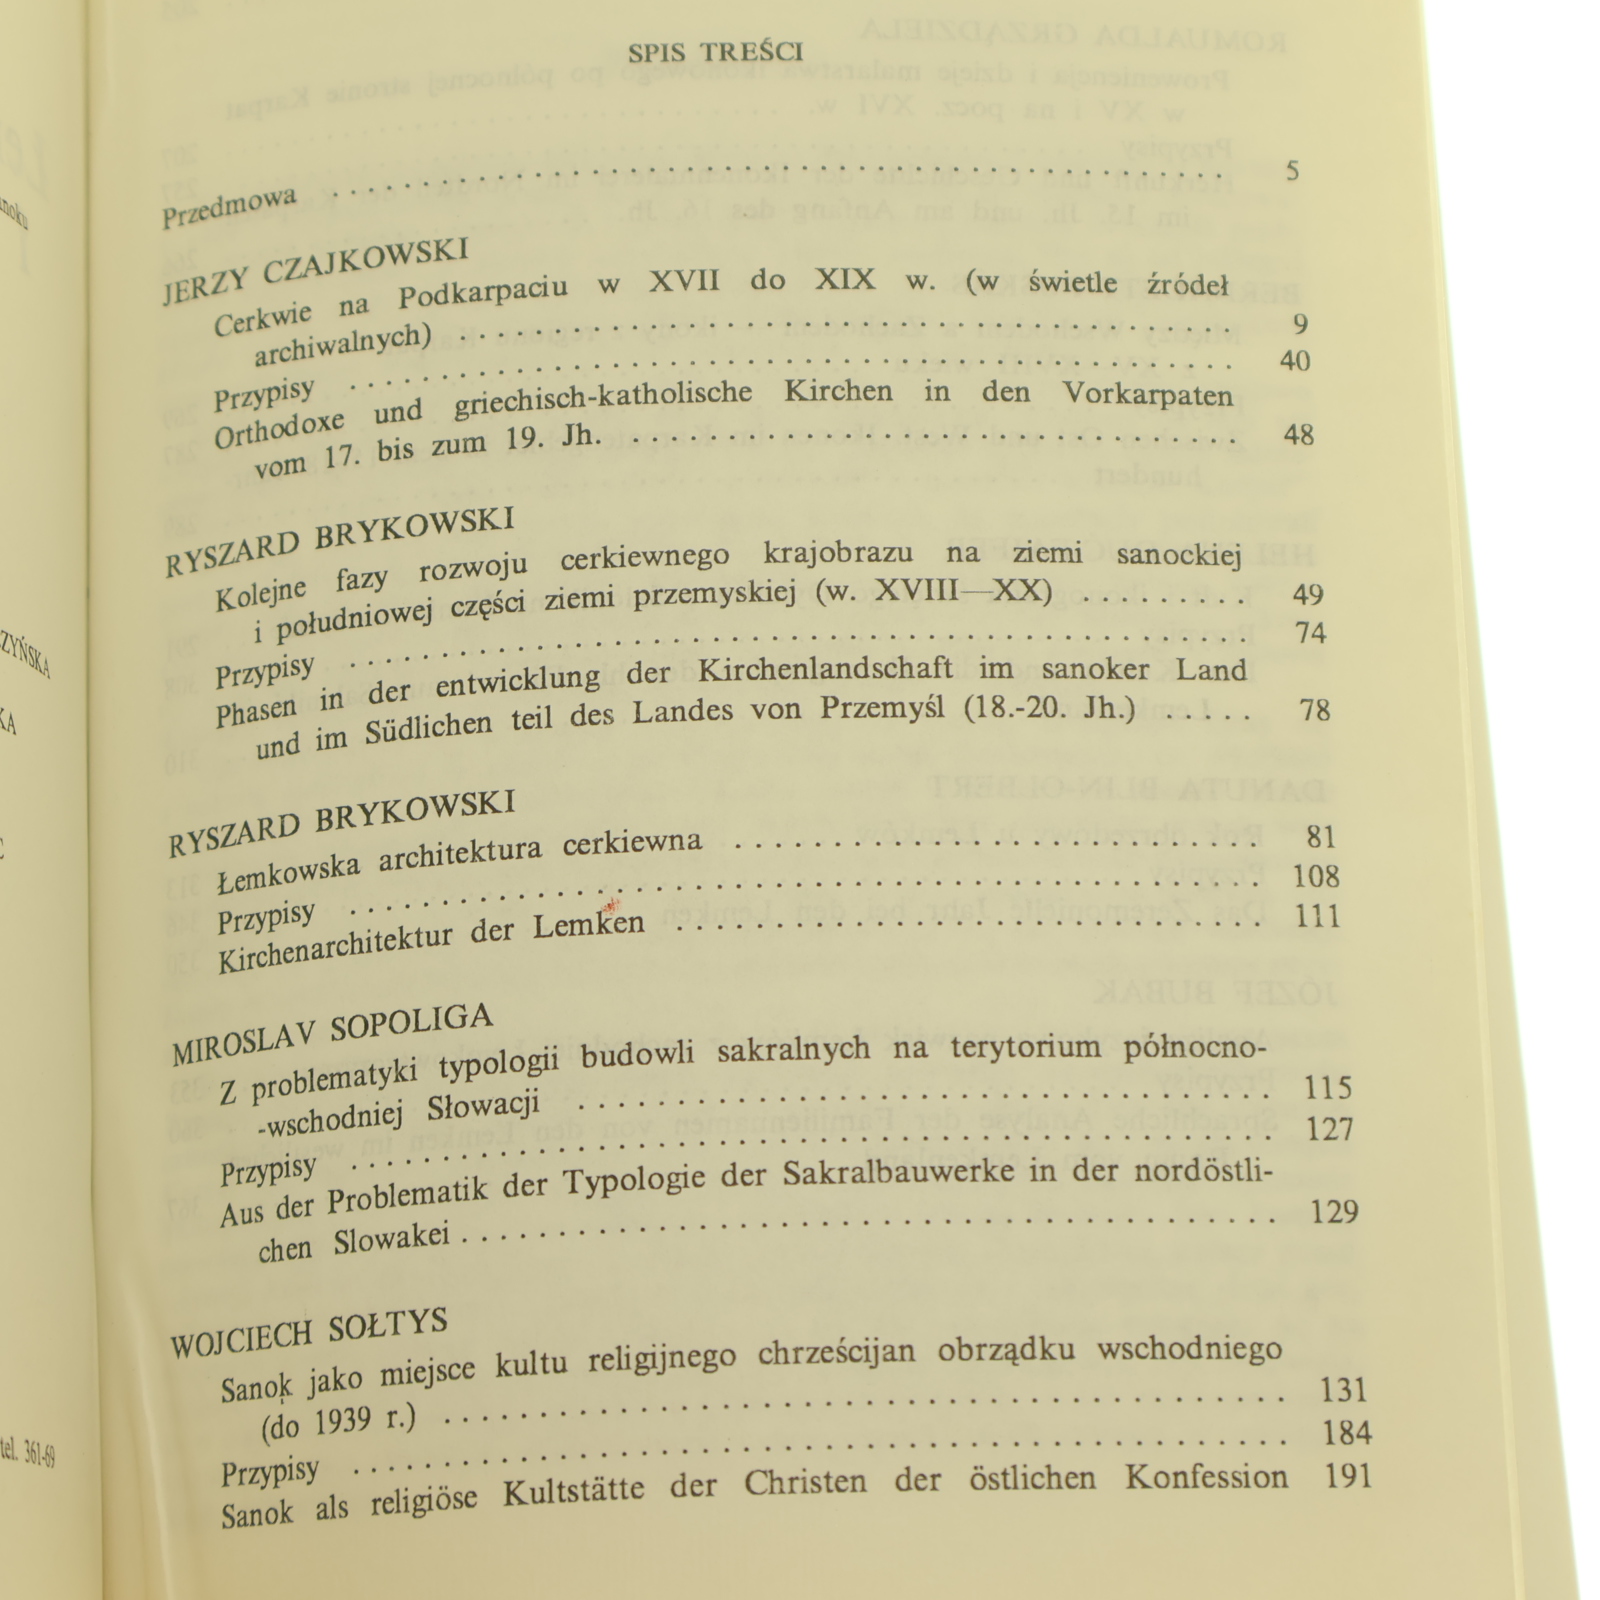 SPIS TREŚCI
Przedmowa . . . . . . . . . . . . . . . . . . . . 5
JERZY CZAJKOWSKI
Cerkwie na Podkarpaciu w XVII do XIX w. (w świetle źródeł
archiwalnych) . . . . . . . . . . . . . . . . . . . . 9
Przypisy . . . . . . . . . . . . . . . . . . . . 40
Orthodoxe und griechisch-katholische Kirchen in den Vorkarpaten
vom 17. bis zum 19. Jh. . . . . . . . . . . . . . . . . . . . . 48
RYSZARD BRYKOWSKI
Kolejne fazy rozwoju cerkiewnego krajobrazu na ziemi sanockiej
i południowej części ziemi przemyskiej (w. XVIII—XX) . . . . . . . . . 49
Przypisy . . . . . . . . . . . . . . . . . . . . 74
Phasen in der entwicklung der Kirchenlandschaft im sanoker Land
und im Südlichen teil des Landes von Przemyśl (18.-20. Jh.) . . . . . 78
RYSZARD BRYKOWSKI
Łemkowska architektura cerkiewna . . . . . . . . . . . . . . . . . . . . 81
Przypisy . . . . . . . . . . . . . . . . . . . . 108
Kirchenarchitektur der Lemken . . . . . . . . . . . . . . . . . . . . 111
MIROSLAV SOPOLIGA
Z problematyki typologii budowli sakralnych na terytorium północno-
-wschodniej Słowacji . . . . . . . . . . . . . . . . . . . . 115
Przypisy . . . . . . . . . . . . . . . . . . . . 127
Aus der Problematik der Typologie der Sakralbauwerke in der nordöstli-
chen Slowakei . . . . . . . . . . . . . . . . . . . . 129
WOJCIECH SOŁTYS
Sanok jako miejsce kultu religijnego chrześcijan obrządku wschodniego
(do 1939 r.) . . . . . . . . . . . . . . . . . . . . 131
Przypisy . . . . . . . . . . . . . . . . . . . . 184
Sanok als religiöse Kultstätte der Christen der östlichen Konfession 191
tel. 361-69